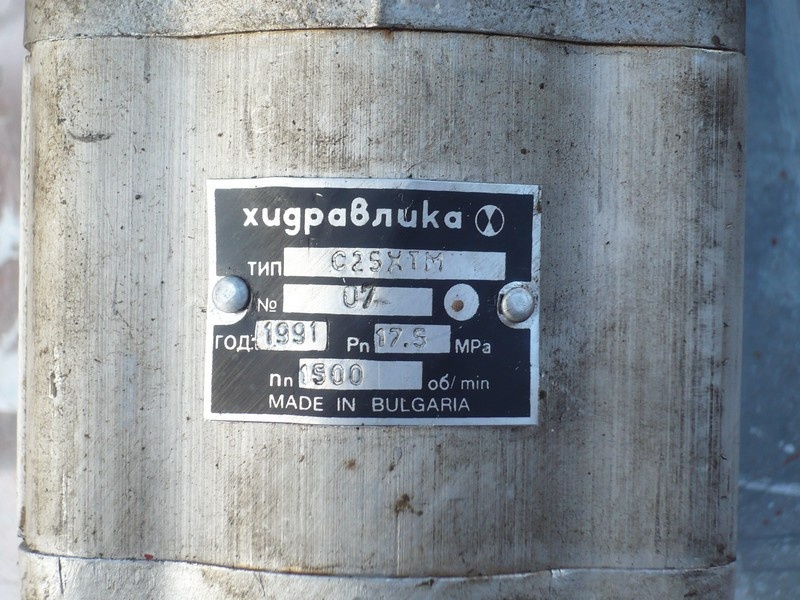 хидравлика
ТИП C25XTM
№ 07
ГОД. 1991 Pn 17.5 MPa
nn 1500 об/min
MADE IN BULGARIA